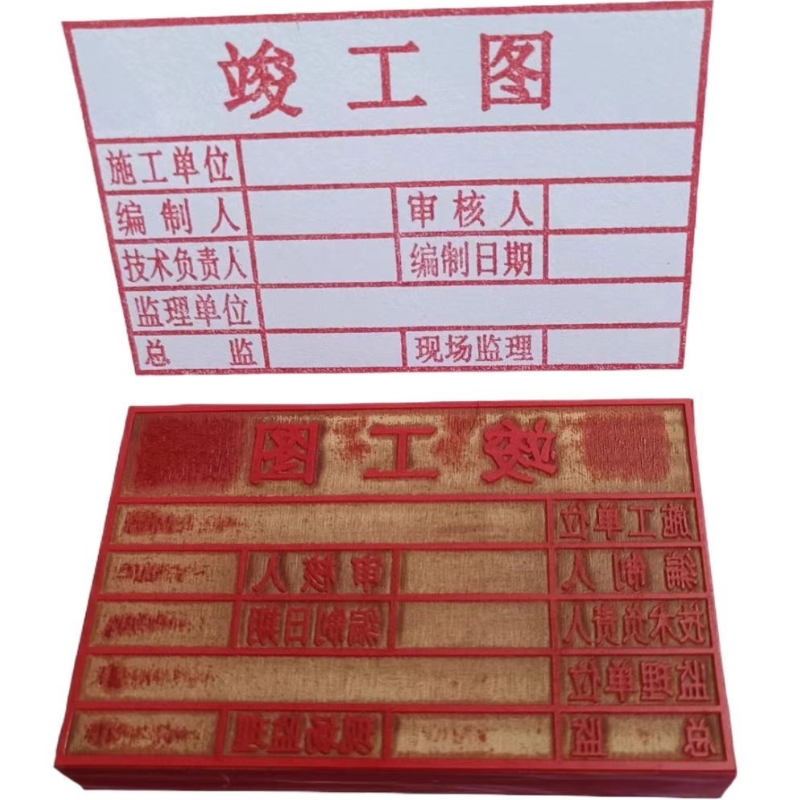 竣工图
施工单位
编制人 审核人
技术负责人 编制日期
监理单位
总监 现场监理
竣工图
施工单位
编制人 审核人
技术负责人 编制日期
监理单位
总监 现场监理